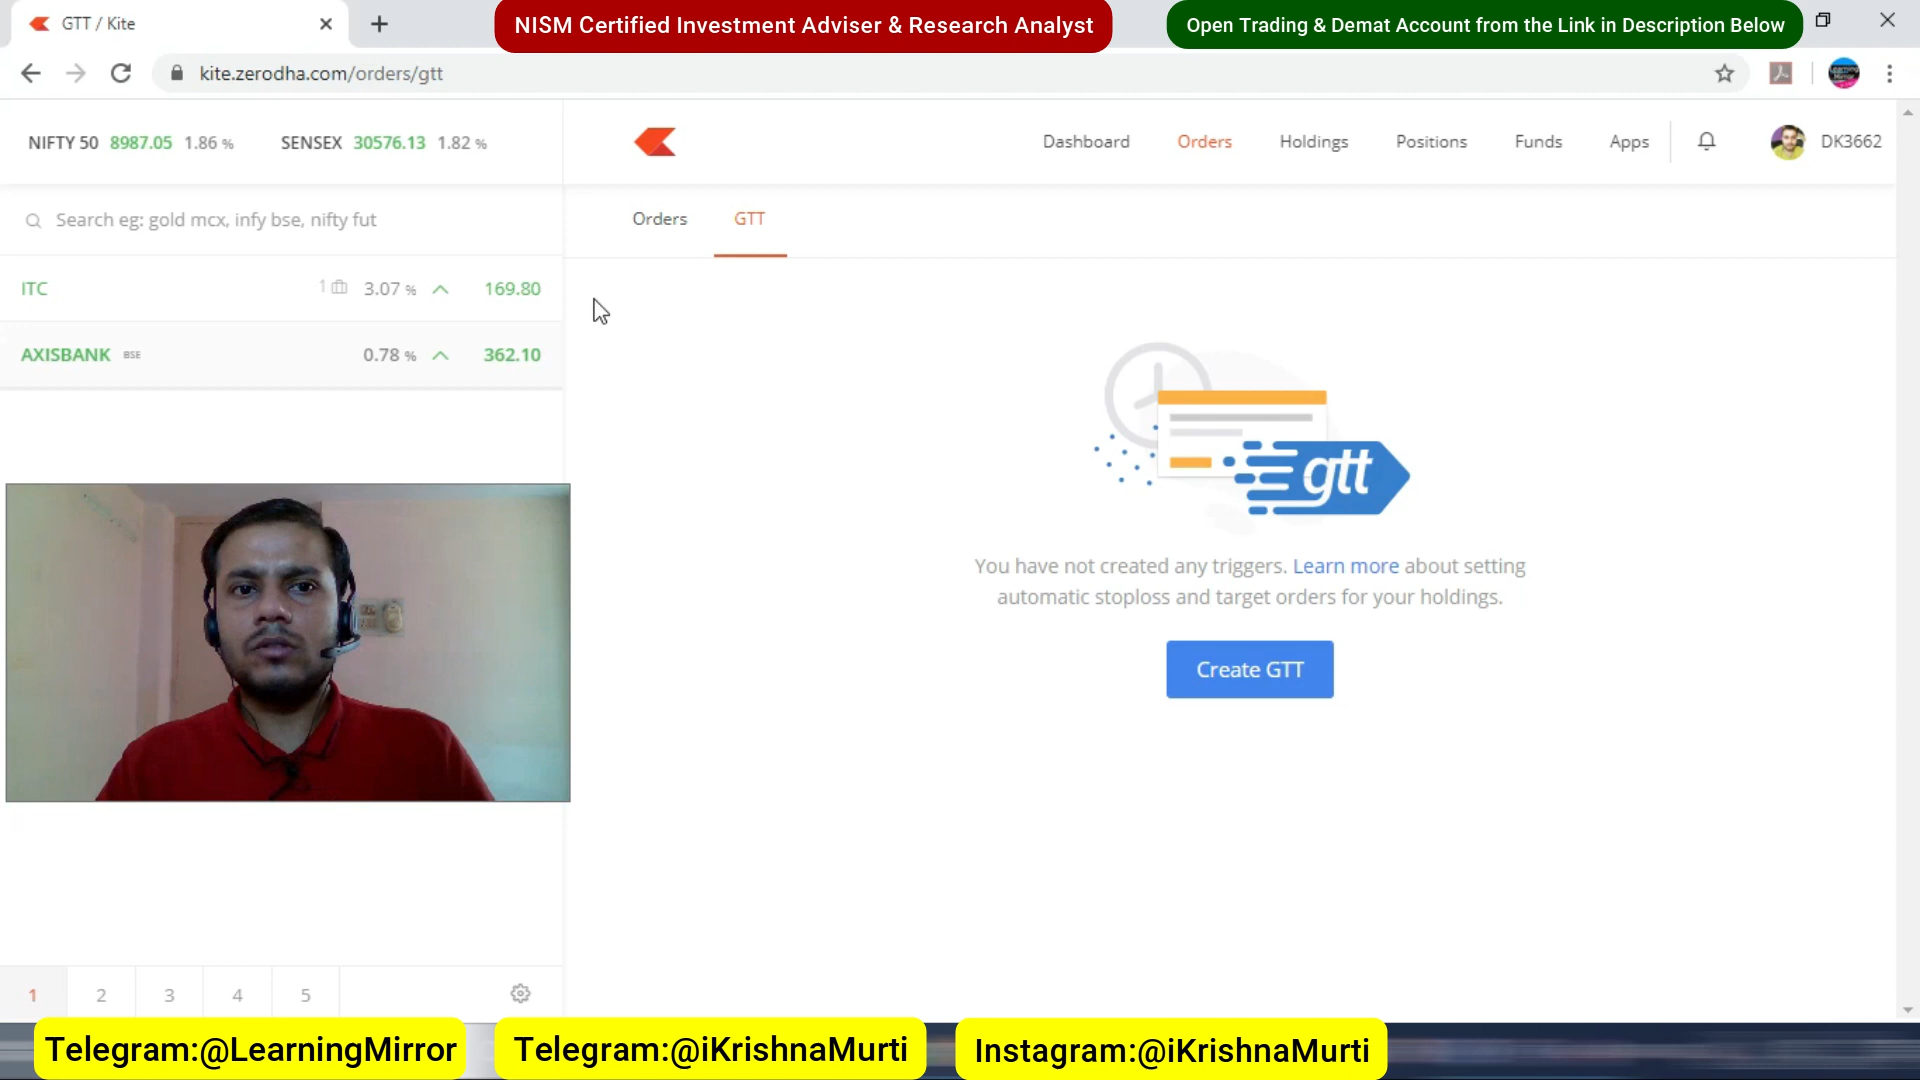 GTT / Kite
NISM Certified Investment Adviser & Research Analyst
Open Trading & Demat Account from the Link in Description Below
kite.zerodha.com/orders/gtt
NIFTY 50 8987.05 1.86 %
SENSEX 30576.13 1.82 %
Dashboard Orders Holdings Positions Funds Apps DK3662
Search eg: gold mcx, infy bse, nifty fut
Orders GTT
ITC 1 3.07 % 169.80
AXISBANK BSE 0.78 % 362.10
gtt
You have not created any triggers. Learn more about setting
automatic stoploss and target orders for your holdings.
Create GTT
1 2 3 4 5
Telegram:@LearningMirror
Telegram:@iKrishnaMurti
Instagram:@iKrishnaMurti